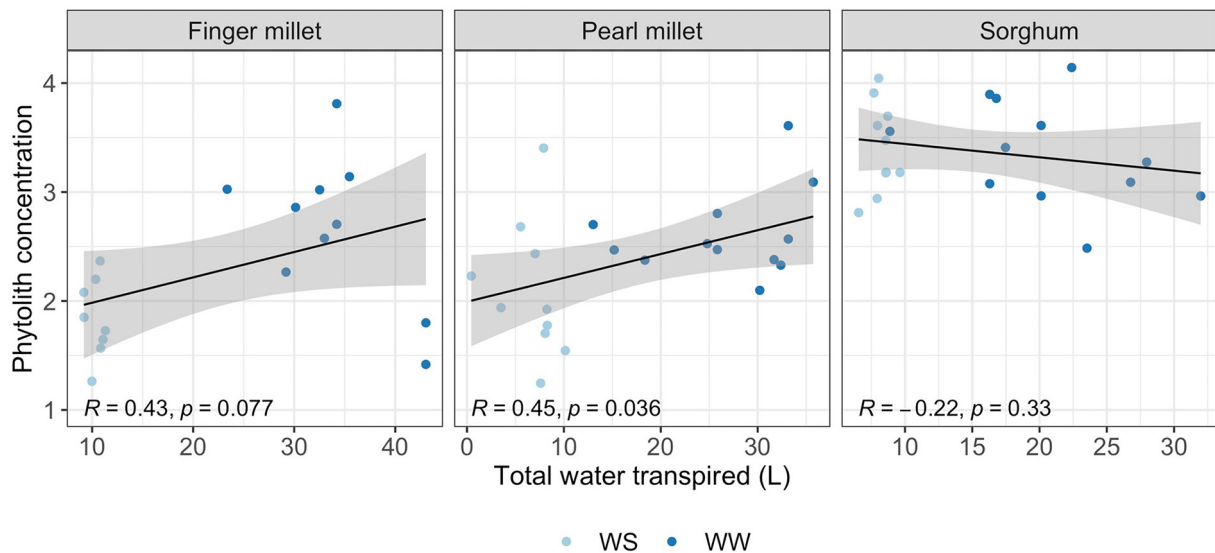 Finger millet
Pearl millet
Sorghum
Phytolith concentration
4
3
2
1
R = 0.43, p = 0.077
R = 0.45, p = 0.036
R = −0.22, p = 0.33
10 20 30 40
0 10 20 30
10 15 20 25 30
Total water transpired (L)
WS WW